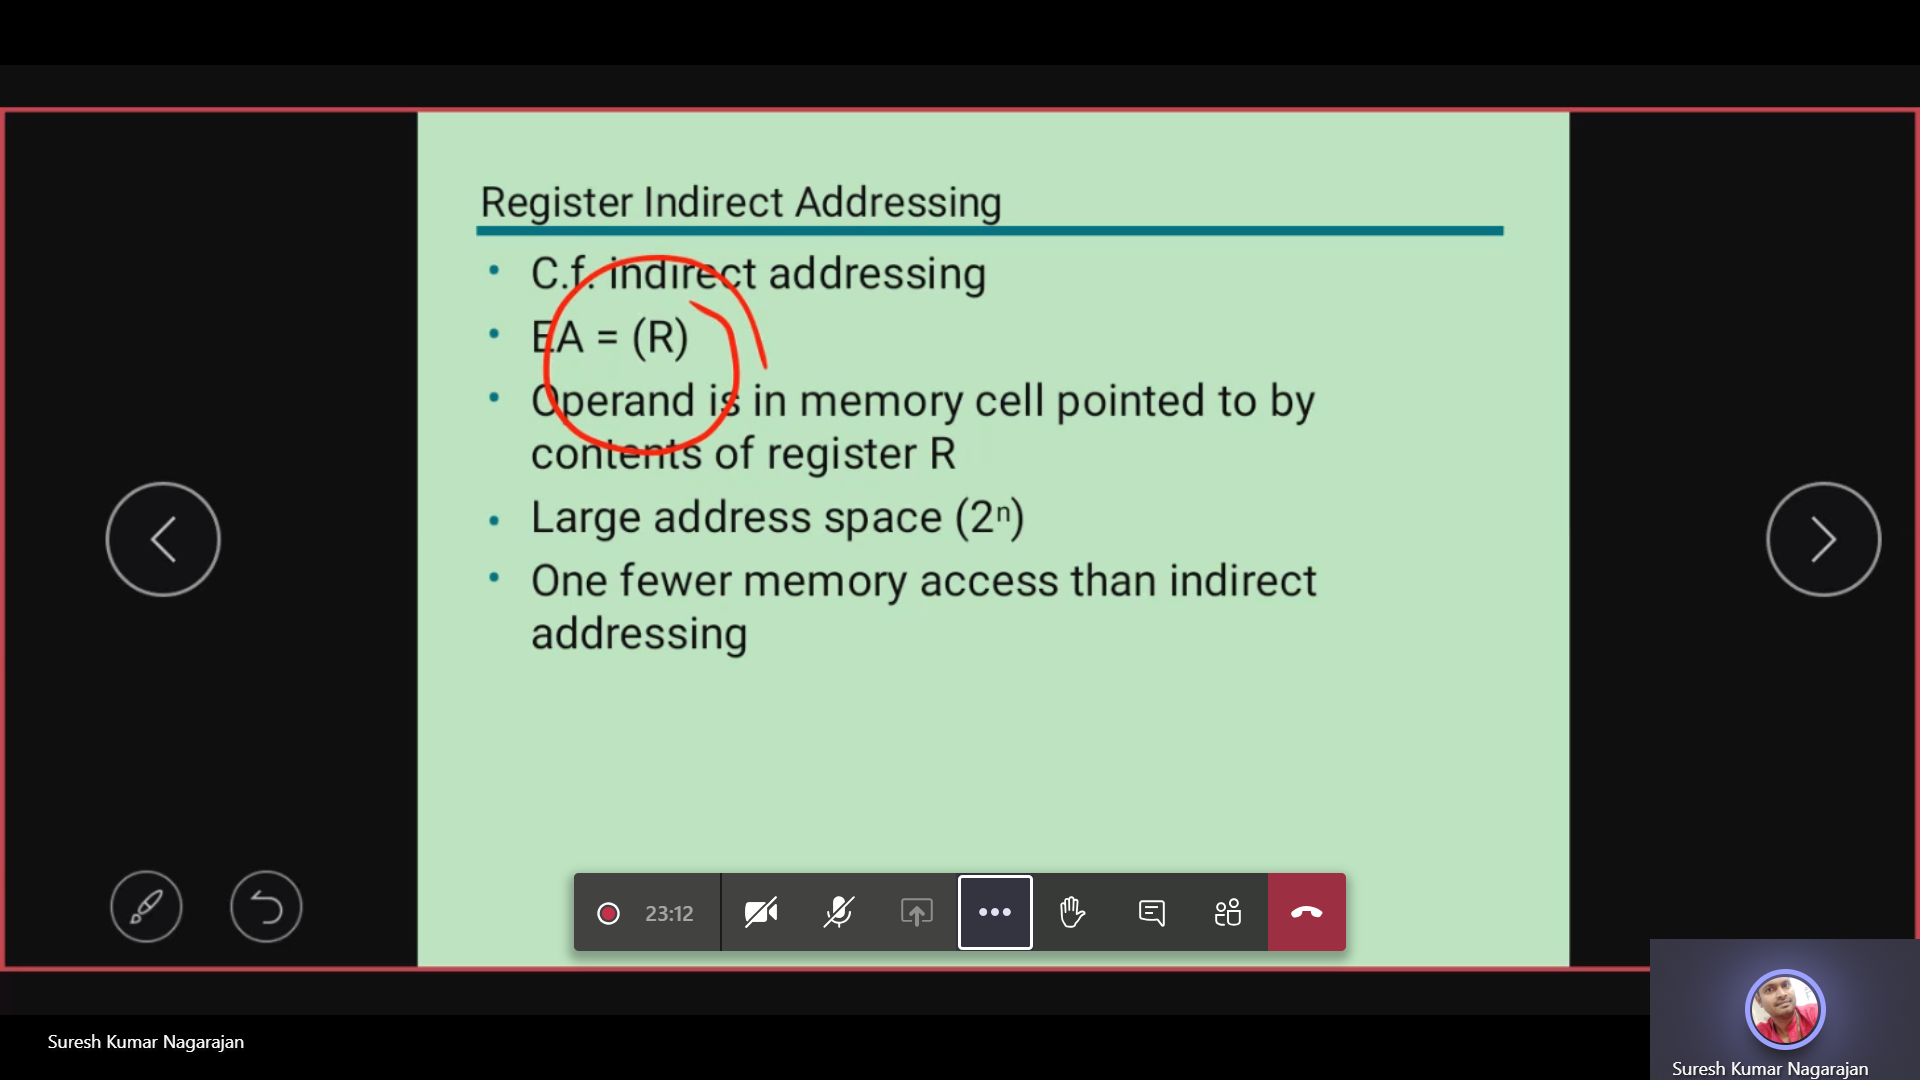 Register Indirect Addressing
• C.f. indirect addressing
• EA = (R)
• Operand is in memory cell pointed to by
contents of register R
• Large address space (2ⁿ)
• One fewer memory access than indirect
addressing
23:12
Suresh Kumar Nagarajan
Suresh Kumar Nagarajan